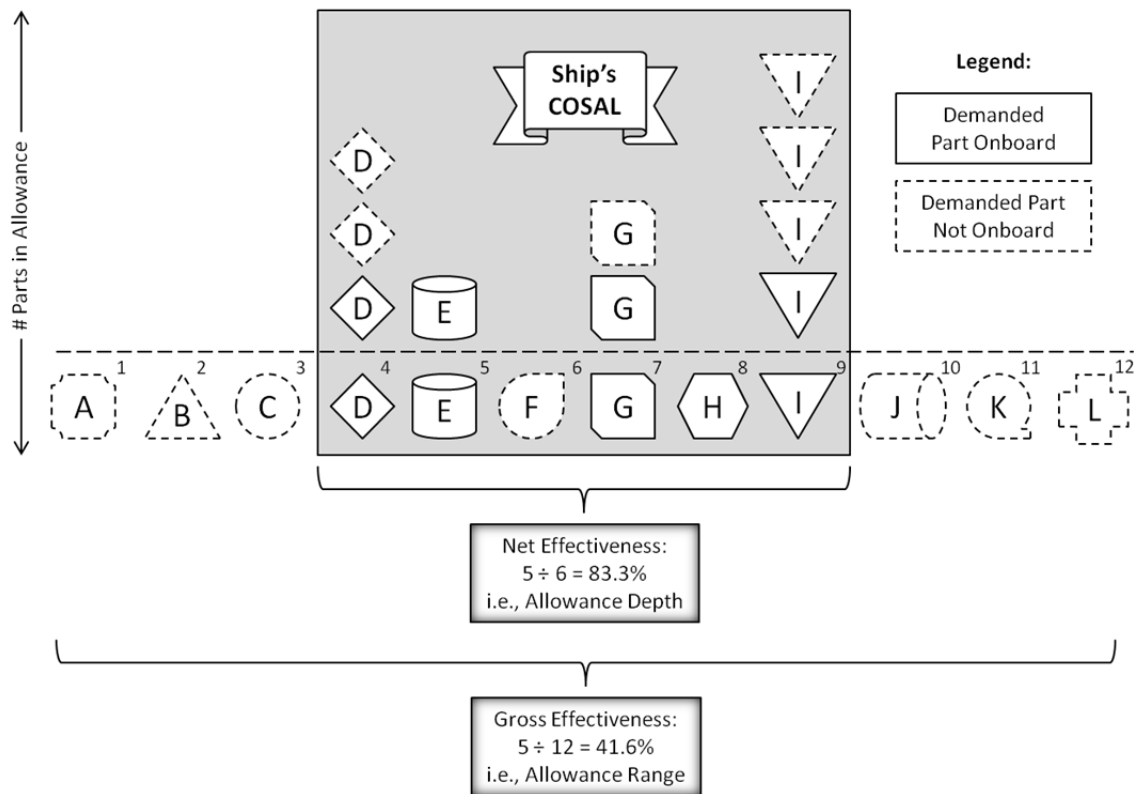 Ship's
COSAL
I
Legend:
Demanded
Part Onboard
D
I
Demanded Part
Not Onboard
D
G
I
# Parts in Allowance
D
E
G
I
1 2 3 4 5 6 7 8 9 10 11 12
A B C D E F G H I J K L
Net Effectiveness:
5 ÷ 6 = 83.3%
i.e., Allowance Depth
Gross Effectiveness:
5 ÷ 12 = 41.6%
i.e., Allowance Range